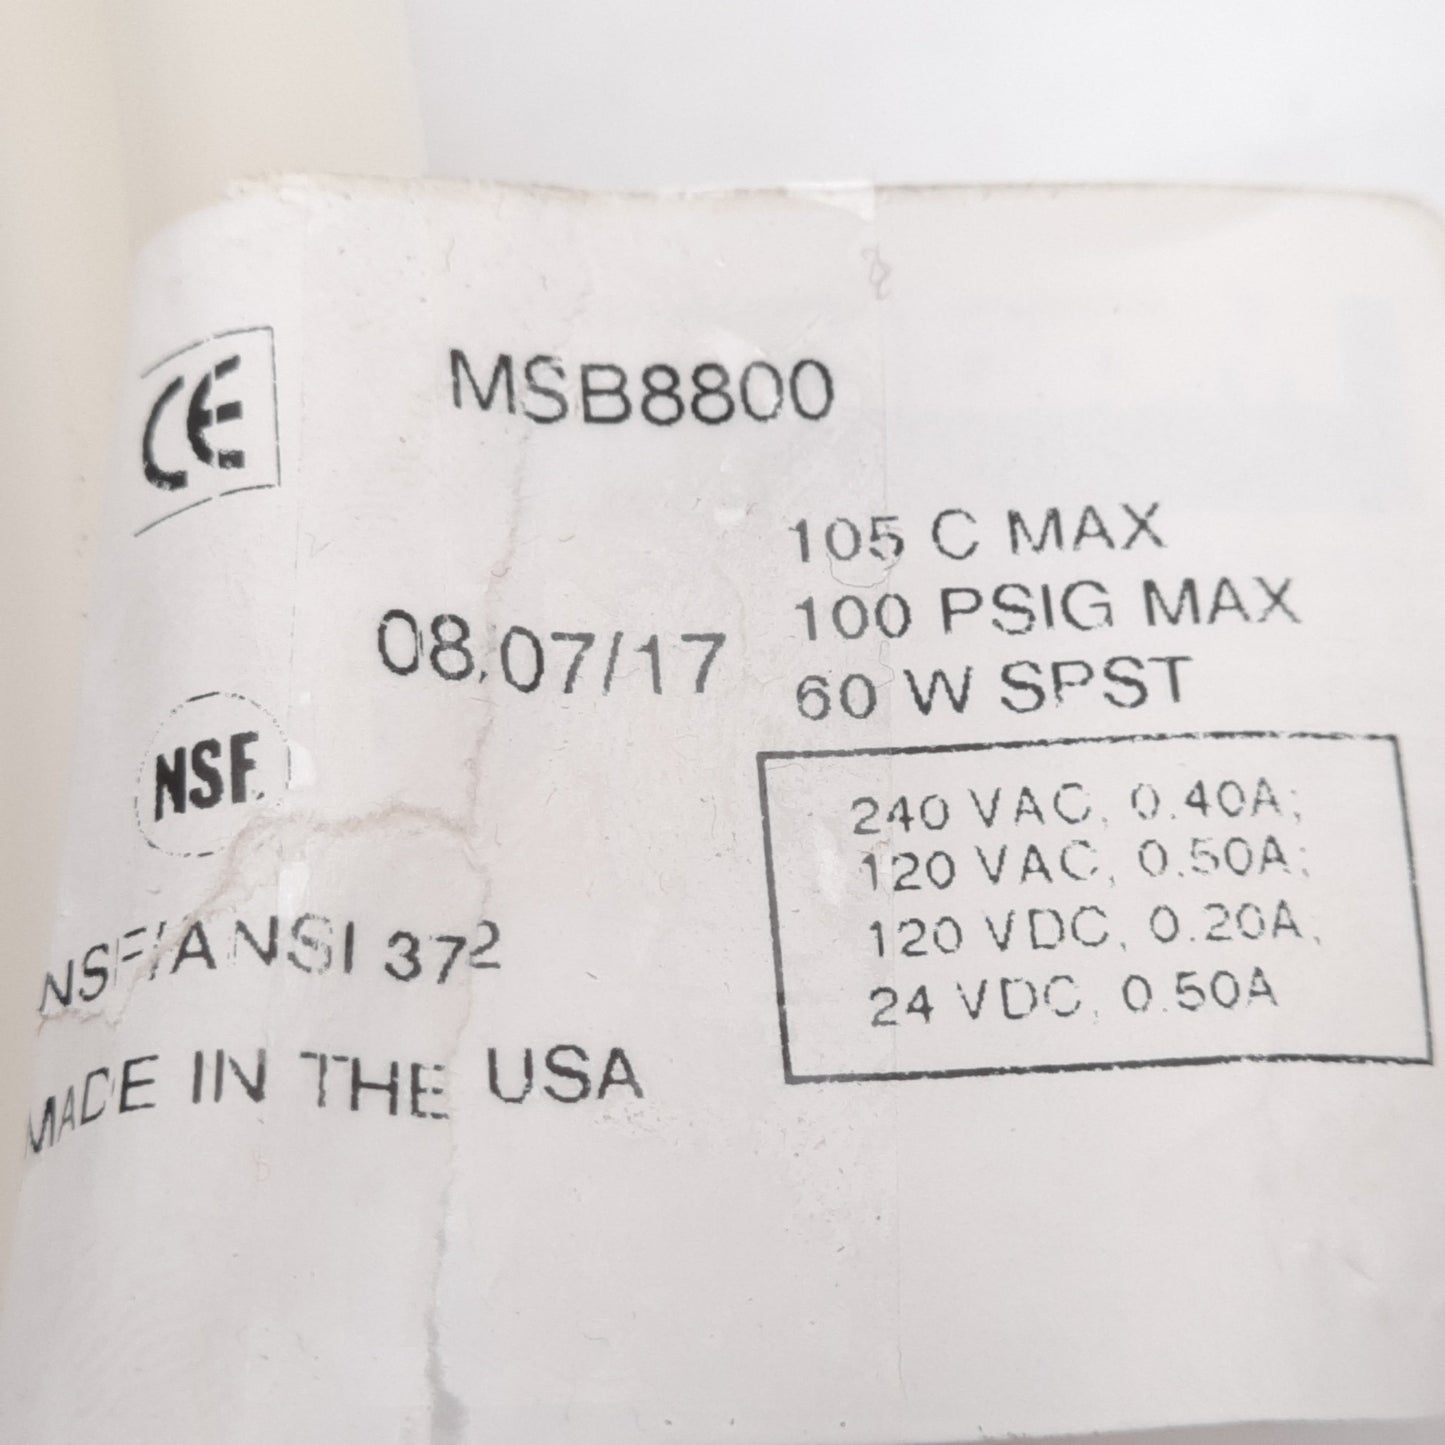 CE
MSB8800
105 C MAX
100 PSIG MAX
08.07/17
60 W SPST
NSF.
240 VAC, 0.40A;
120 VAC, 0.50A;
120 VDC, 0.20A,
24 VDC, 0.50A
NSF/ANSI 372
MADE IN THE USA